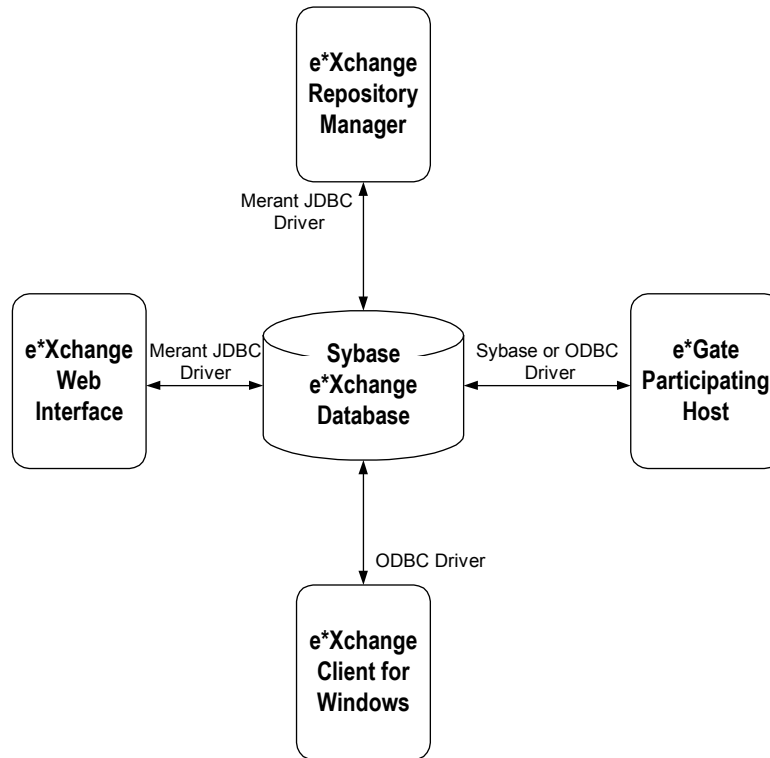 e*Xchange
Repository
Manager
Merant JDBC
Driver
e*Xchange
Web
Interface
Merant JDBC
Driver
Sybase
e*Xchange
Database
Sybase or ODBC
Driver
e*Gate
Participating
Host
ODBC Driver
e*Xchange
Client for
Windows